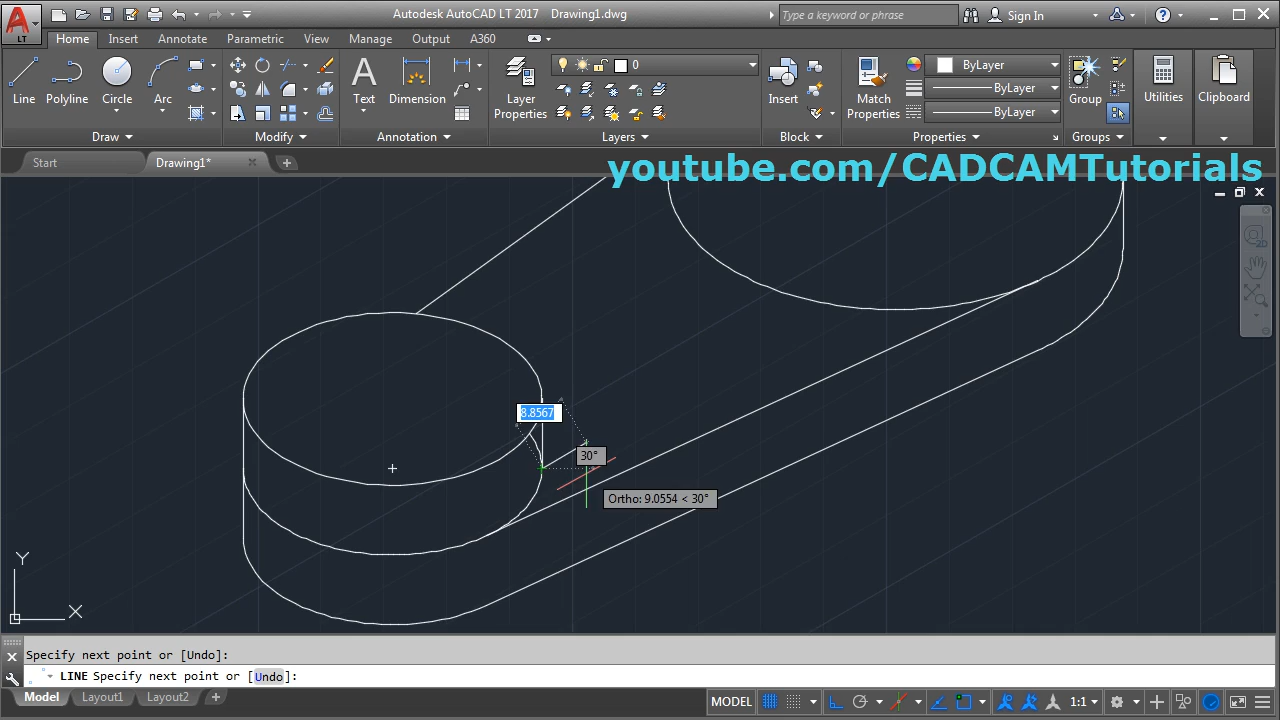 Autodesk AutoCAD LT 2017 Drawing1.dwg
Type a keyword or phrase
Sign In
LT
Home Insert Annotate Parametric View Manage Output A360
0
ByLayer
ByLayer
ByLayer
Line Polyline Circle Arc
Text Dimension
Layer Properties
Insert
Match Properties
Group
Utilities
Clipboard
Draw Modify Annotation Layers Block Properties Groups
Start Drawing1*
youtube.com/CADCAMTutorials
2D
8.8567
30°
Ortho: 9.0554 < 30°
Y
X
Specify next point or [Undo]:
LINE Specify next point or [Undo]:
Model Layout1 Layout2 +
MODEL 1:1